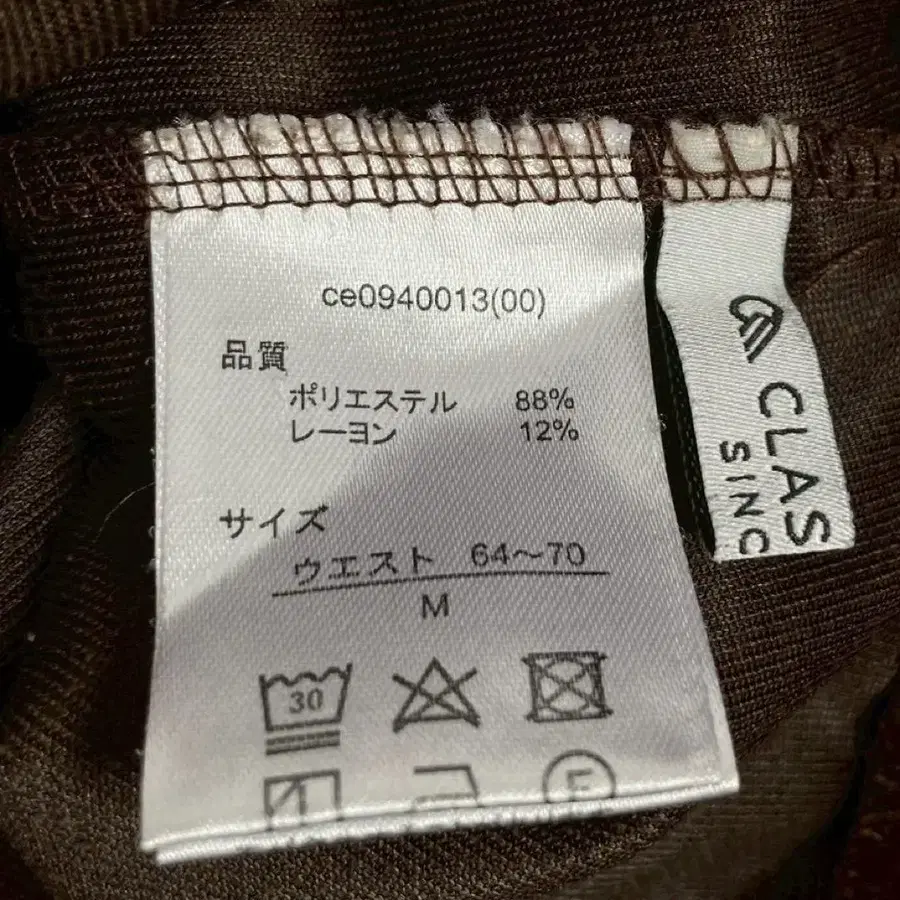 ce0940013(00)
品質
ポリエステル 88%
レーヨン 12%
サイズ
ウエスト 64〜70
M
30
F
CLAS
SINC